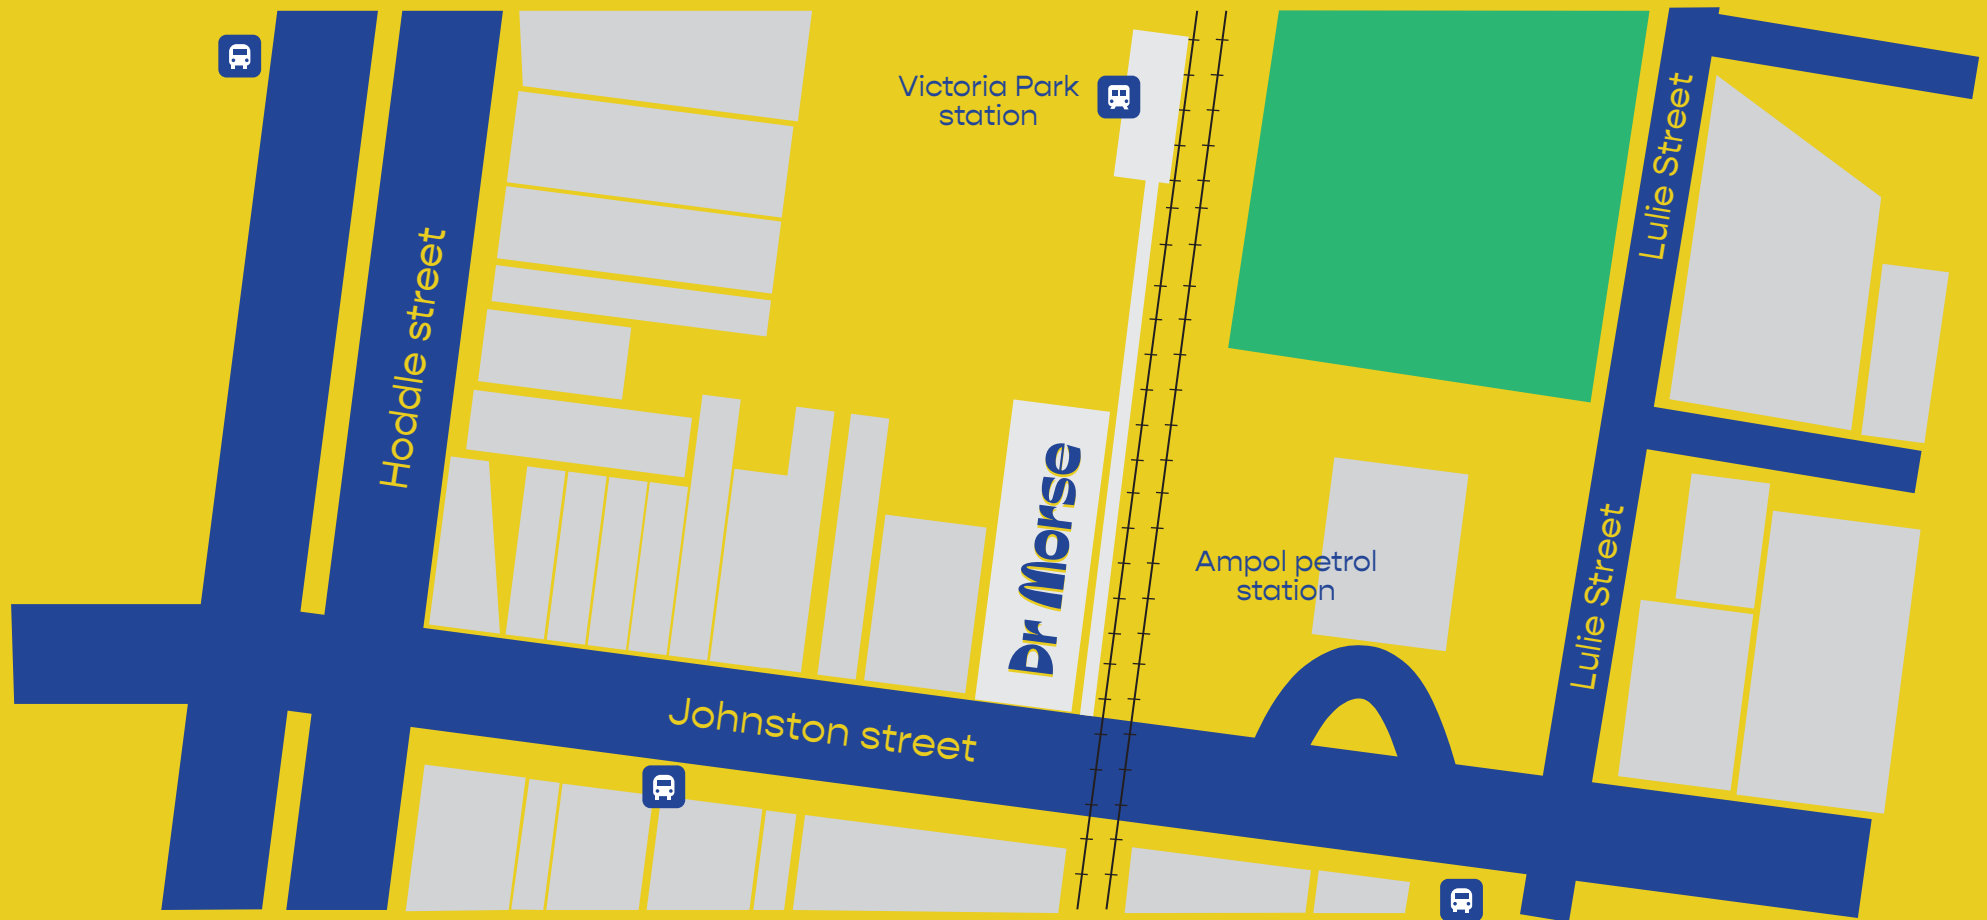 Victoria Park
station
Lulie Street
Hoddle street
Dr Morse
Ampol petrol
station
Lulie Street
Johnston street